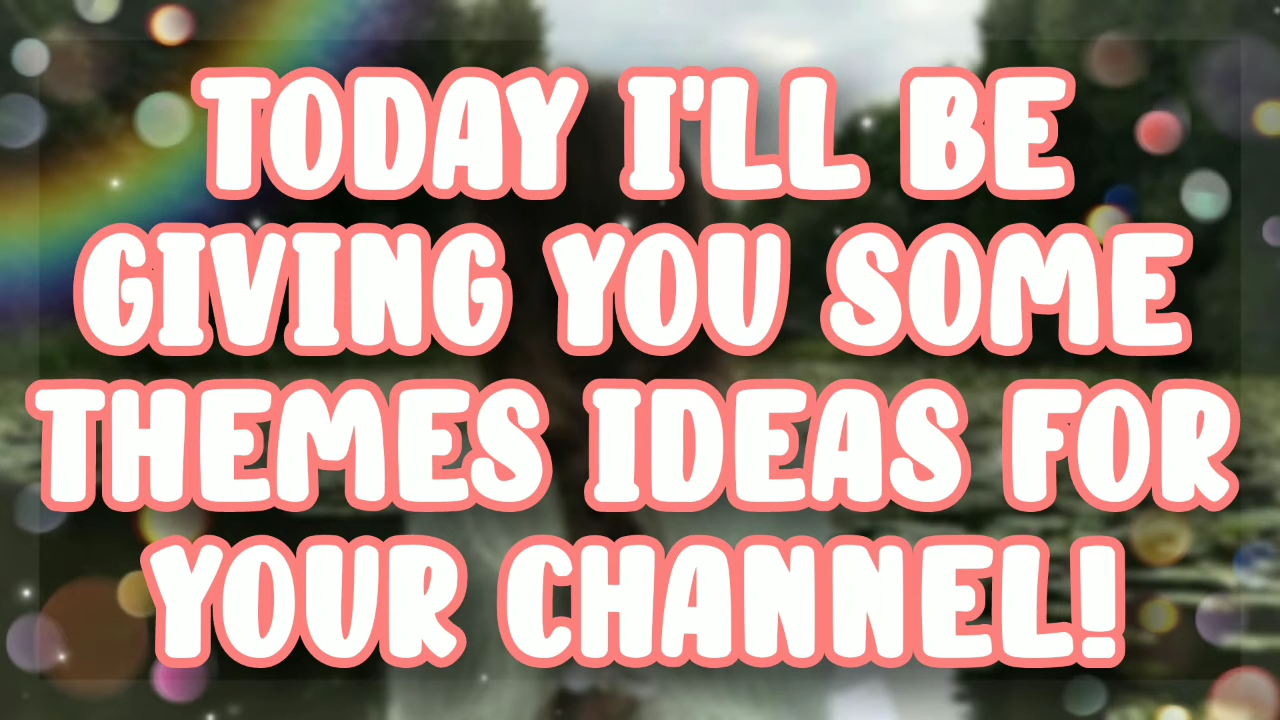 TODAY I'LL BE
GIVING YOU SOME
THEMES IDEAS FOR
YOUR CHANNEL!